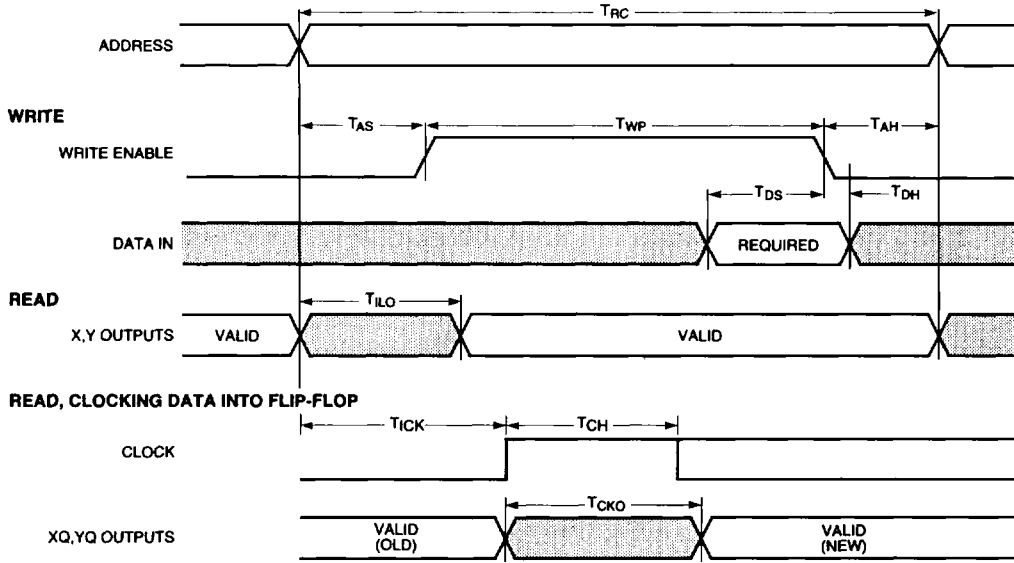 TRC
ADDRESS
WRITE
TAS
TWP
TAH
WRITE ENABLE
TDS
TDH
DATA IN
REQUIRED
READ
TILO
X,Y OUTPUTS
VALID
VALID
READ, CLOCKING DATA INTO FLIP-FLOP
TICK
TCH
CLOCK
TCKO
XQ,YQ OUTPUTS
VALID
(OLD)
VALID
(NEW)